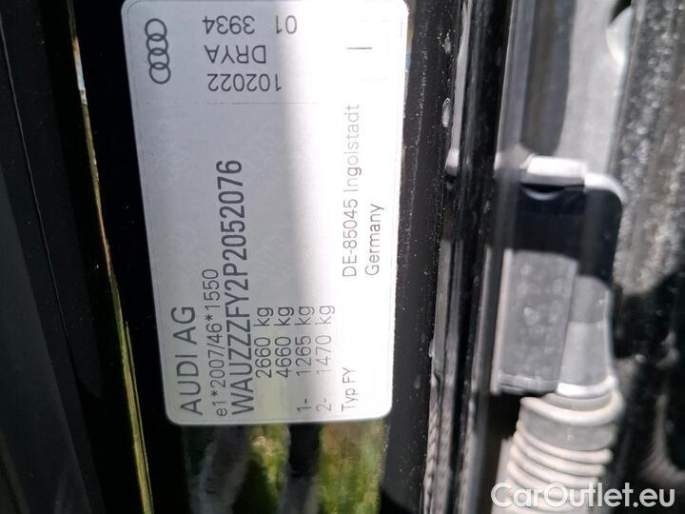 AUDI AG
e1*2007/46*1550
WAUZZZFY2P2052076
2660 kg
4660 kg
1- 1265 kg
2- 1470 kg
Typ FY
DE-85045 Ingolstadt
Germany
102022
DRYA
01 3934
CarOutlet.eu